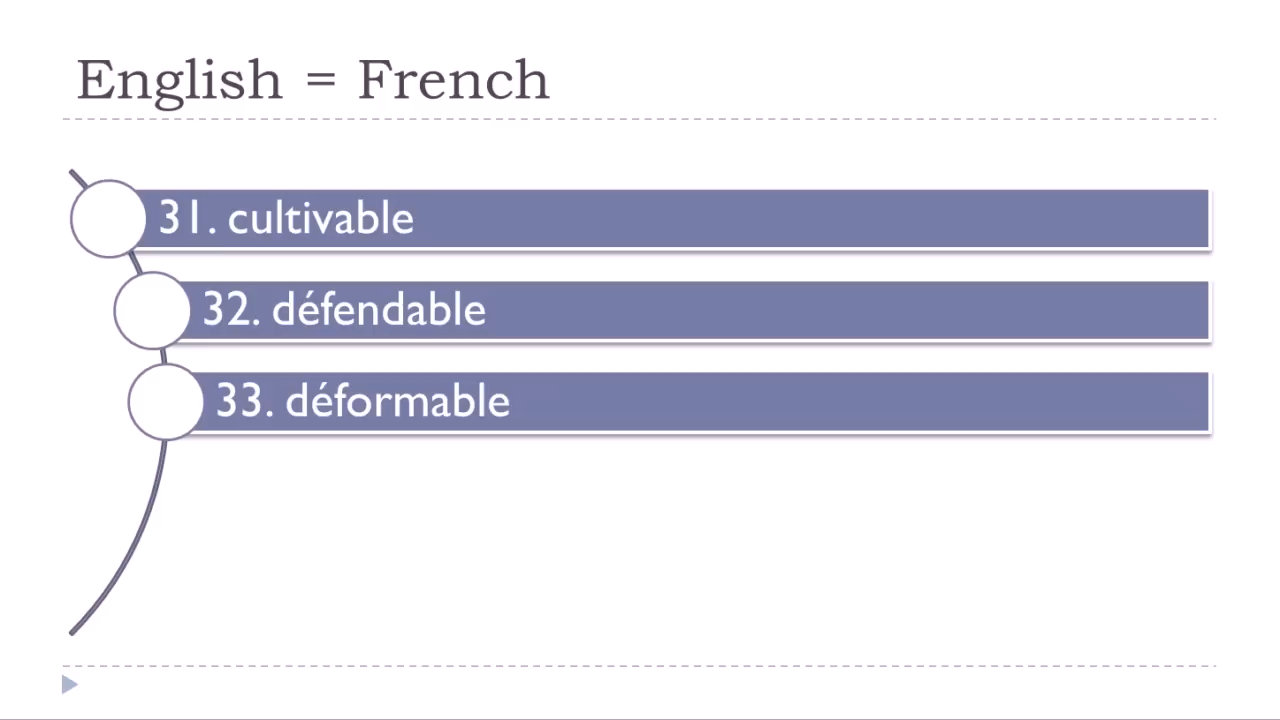 English = French
31. cultivable
32. défendable
33. déformable